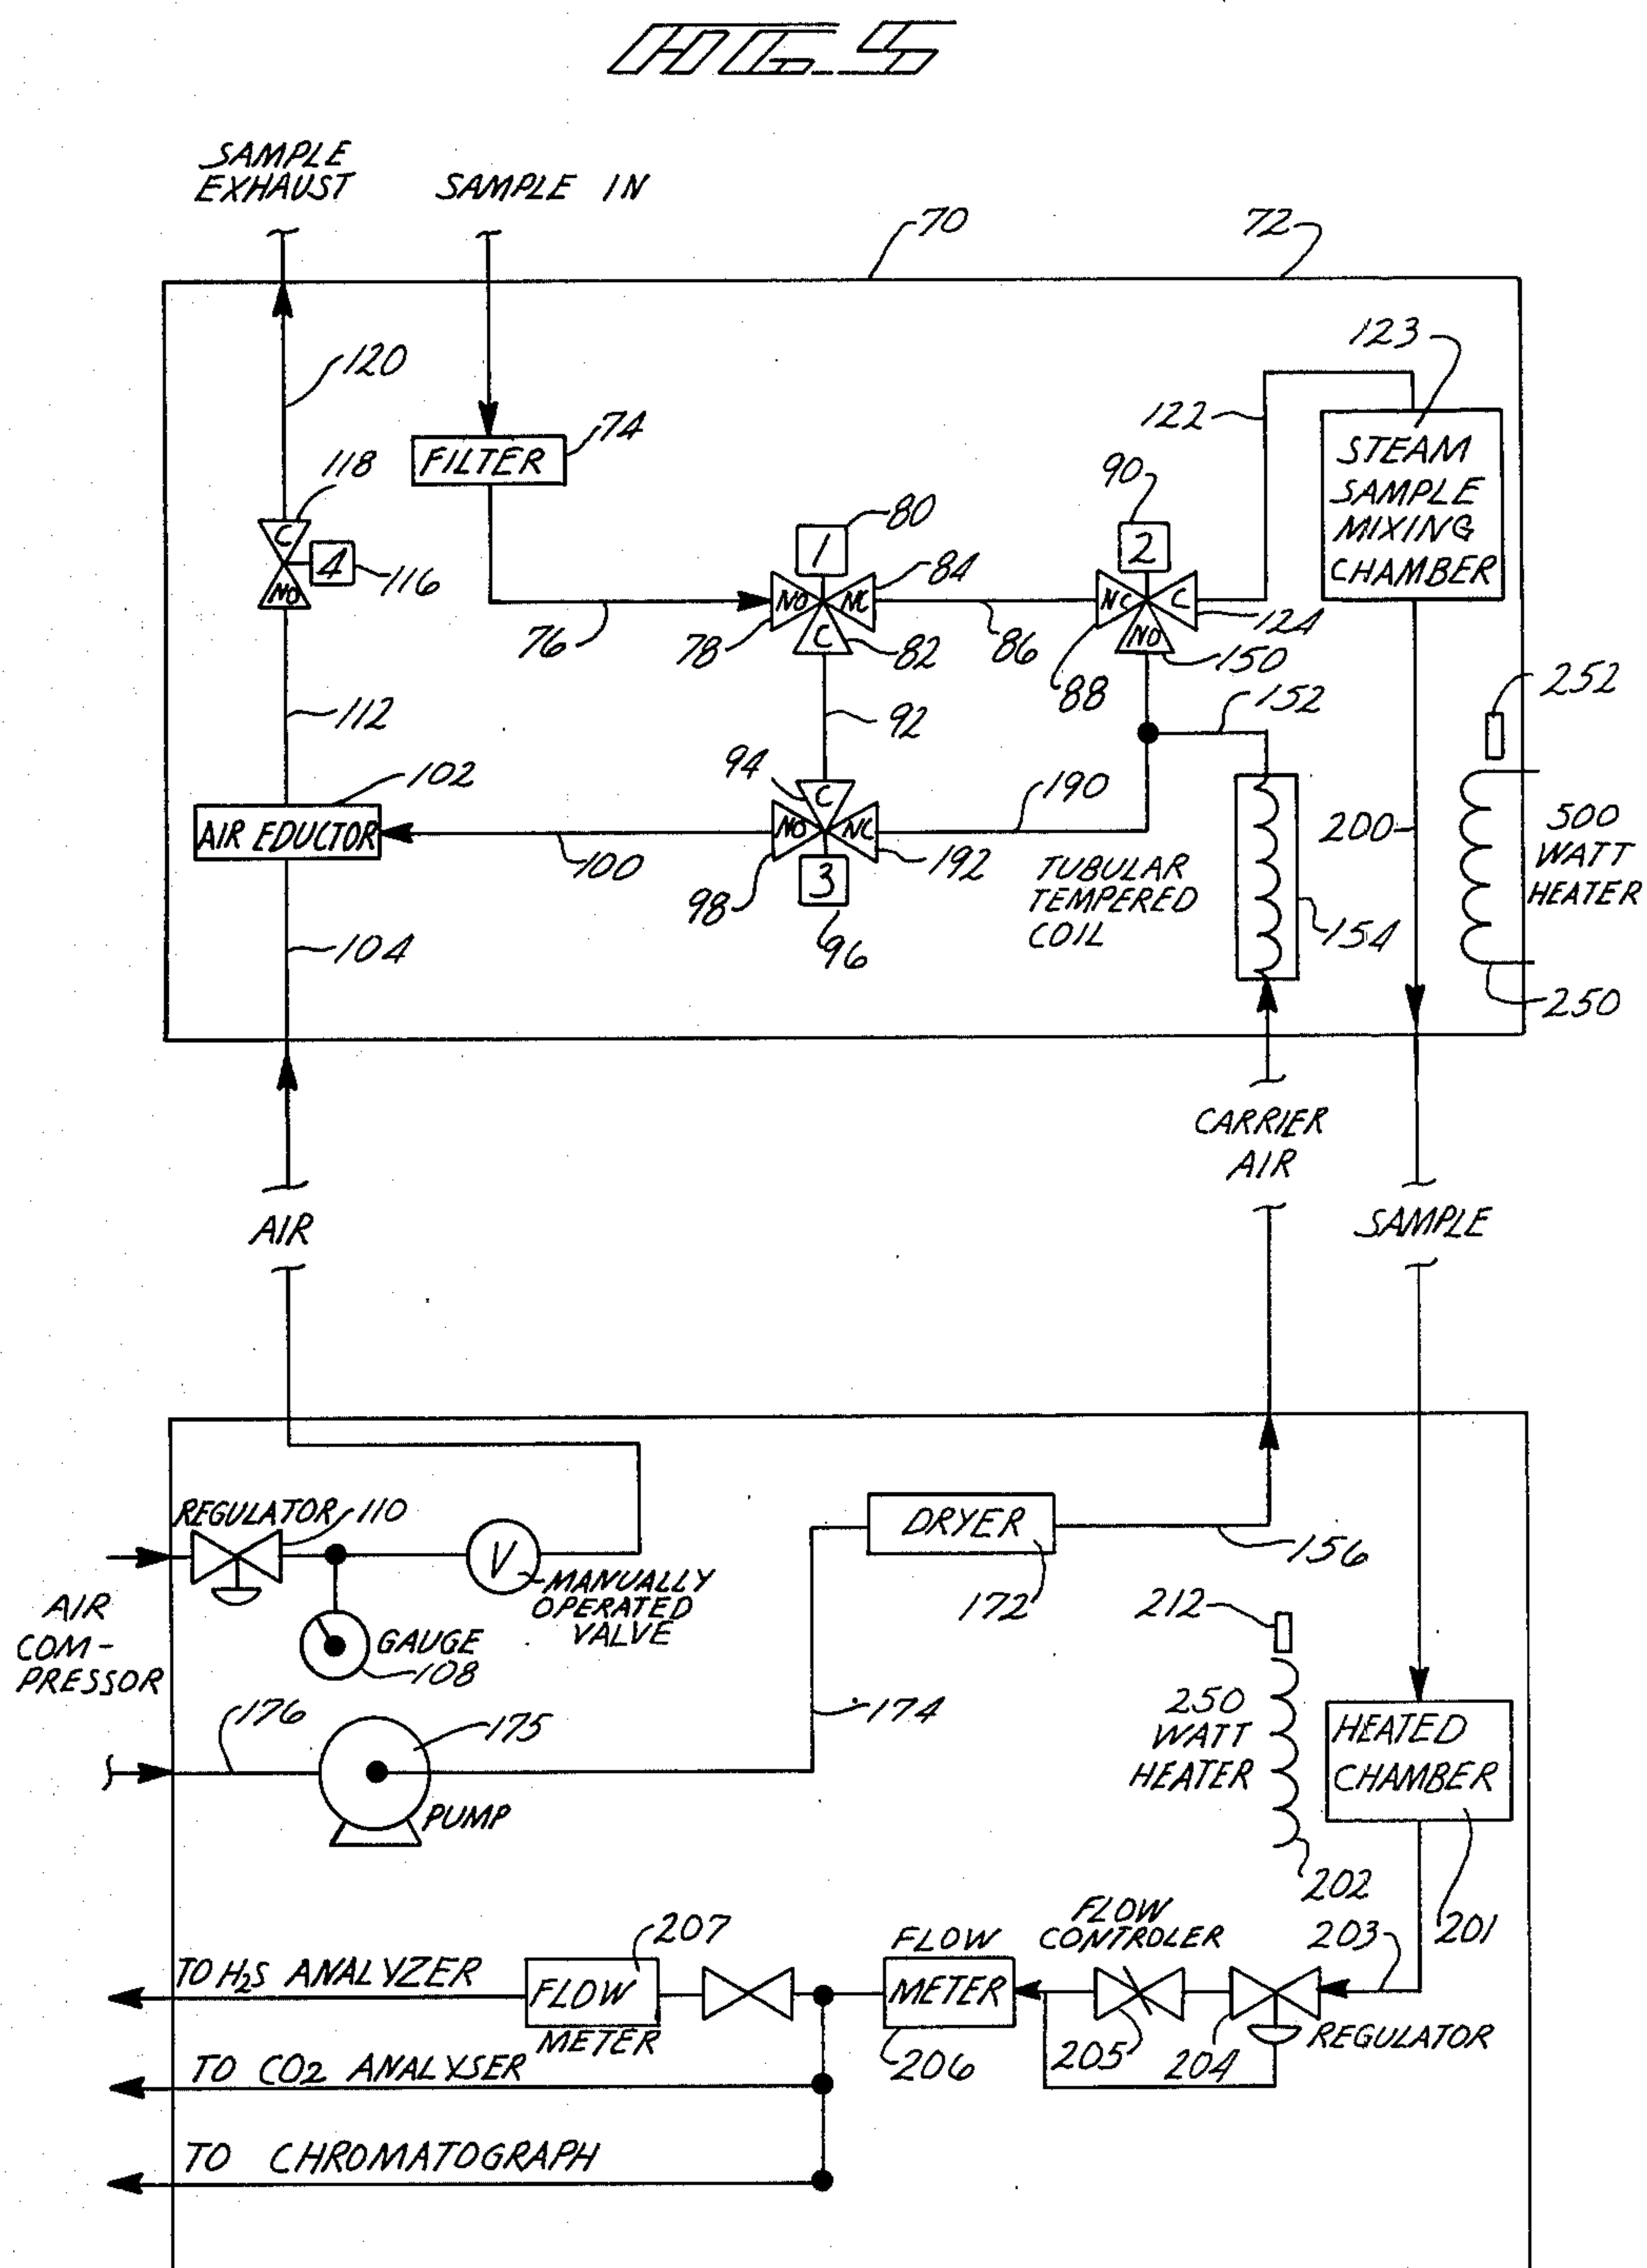 FIG. 5
SAMPLE
EXHAUST
SAMPLE IN
70
72
120
123
122
STEAM
SAMPLE
MIXING
CHAMBER
74
FILTER
118
C
4
NO
116
80
1
90
2
84
NO
NC
C
76
78
82
86
NC
C
NO
88
124
150
252
112
92
152
94
102
190
AIR EDUCTOR
C
NO
NC
3
100
98
96
192
TUBULAR
TEMPERED
COIL
154
200
500
WATT
HEATER
250
104
CARRIER
AIR
AIR
SAMPLE
REGULATOR
110
DRYER
V
156
172
MANUALLY
OPERATED
VALVE
AIR
COM-
PRESSOR
GAUGE
108
212
176
175
174
250
WATT
HEATER
HEATED
CHAMBER
PUMP
202
201
207
FLOW
FLOW
CONTROLER
203
TO H2S ANALYZER
FLOW
METER
METER
206
205
204
REGULATOR
TO CO2 ANALYSER
TO CHROMATOGRAPH